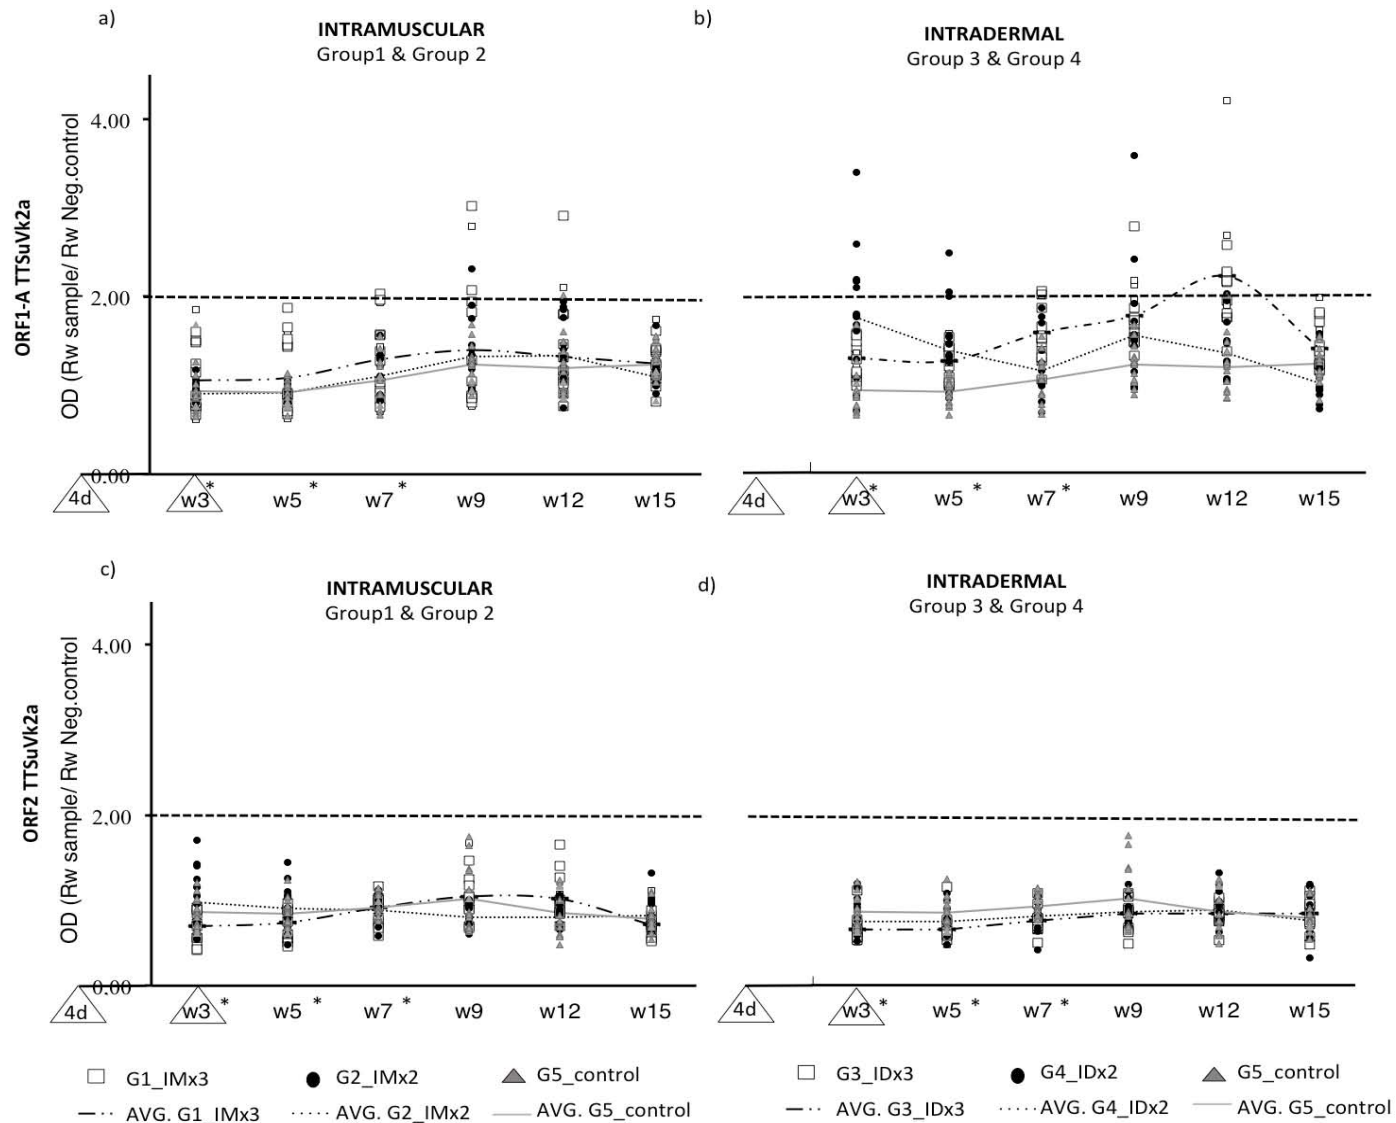 a)
INTRAMUSCULAR
Group1 & Group 2
b)
INTRADERMAL
Group 3 & Group 4
ORF1-A TTSuVk2a
OD (Rw sample/ Rw Neg.control
4.00
2.00
0.00
4d w3* w5 * w7 * w9 w12 w15
4d w3* w5 * w7 * w9 w12 w15
c)
INTRAMUSCULAR
Group1 & Group 2
d)
INTRADERMAL
Group 3 & Group 4
ORF2 TTSuVk2a
OD (Rw sample/ Rw Neg.control
4.00
2.00
0.00
4d w3 * w5 * w7 * w9 w12 w15
4d w3 * w5 * w7 * w9 w12 w15
G1_IMx3 G2_IMx2 G5_control
AVG. G1_IMx3 AVG. G2_IMx2 AVG. G5_control
G3_IDx3 G4_IDx2 G5_control
AVG. G3_IDx3 AVG. G4_IDx2 AVG. G5_control